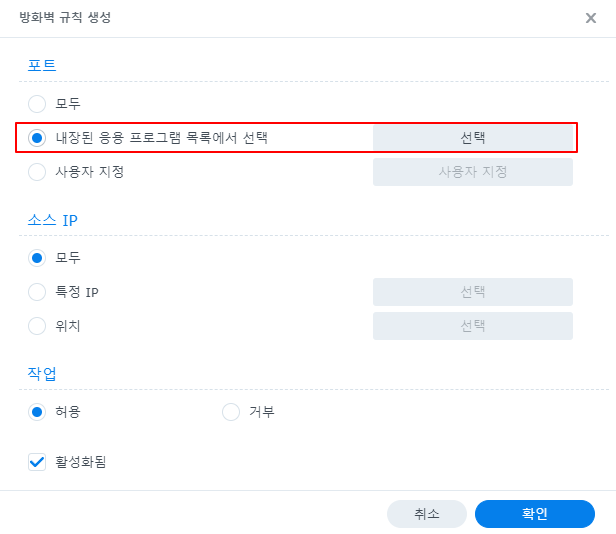 방화벽 규칙 생성
포트
모두
내장된 응용 프로그램 목록에서 선택 선택
사용자 지정 사용자 지정
소스 IP
모두
특정 IP 선택
위치 선택
작업
허용 거부
활성화됨
취소 확인